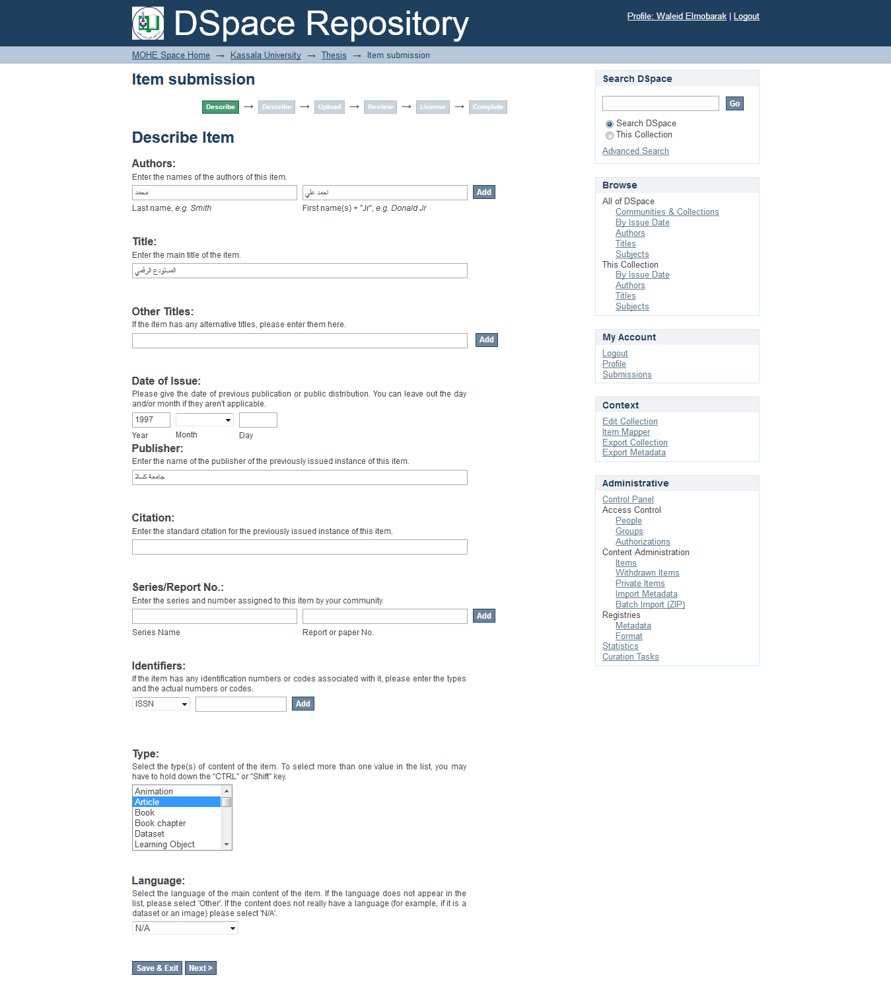 DSpace Repository
Profile: Waleid Elmobarak | Logout
MOHE Space Home → Kassala University → Thesis → Item submission
Item submission
Describe → Describe → Upload → Review → License → Complete
Describe Item
Authors:
Enter the names of the authors of this item.
محمد
احمد علي
Add
Last name, e.g. Smith
First name(s) + "Jr", e.g. Donald Jr
Title:
Enter the main title of the item.
المستودع الرقمي
Other Titles:
If the item has any alternative titles, please enter them here.
Add
Date of Issue:
Please give the date of previous publication or public distribution. You can leave out the day
and/or month if they aren't applicable.
1997
Year
Month
Day
Publisher:
Enter the name of the publisher of the previously issued instance of this item.
جامعة كسلا
Citation:
Enter the standard citation for the previously issued instance of this item.
Series/Report No.:
Enter the series and number assigned to this item by your community.
Add
Series Name
Report or paper No.
Identifiers:
If the item has any identification numbers or codes associated with it, please enter the types
and the actual numbers or codes.
ISSN
Add
Type:
Select the type(s) of content of the item. To select more than one value in the list, you may
have to hold down the "CTRL" or "Shift" key.
Animation
Article
Book
Book chapter
Dataset
Learning Object
Language:
Select the language of the main content of the item. If the language does not appear in the
list, please select 'Other'. If the content does not really have a language (for example, if it is a
dataset or an image) please select 'N/A'.
N/A
Save & Exit
Next >
Search DSpace
Go
Search DSpace
This Collection
Advanced Search
Browse
All of DSpace
Communities & Collections
By Issue Date
Authors
Titles
Subjects
This Collection
By Issue Date
Authors
Titles
Subjects
My Account
Logout
Profile
Submissions
Context
Edit Collection
Item Mapper
Export Collection
Export Metadata
Administrative
Control Panel
Access Control
People
Groups
Authorizations
Content Administration
Items
Withdrawn Items
Private Items
Import Metadata
Batch Import (ZIP)
Registries
Metadata
Format
Statistics
Curation Tasks